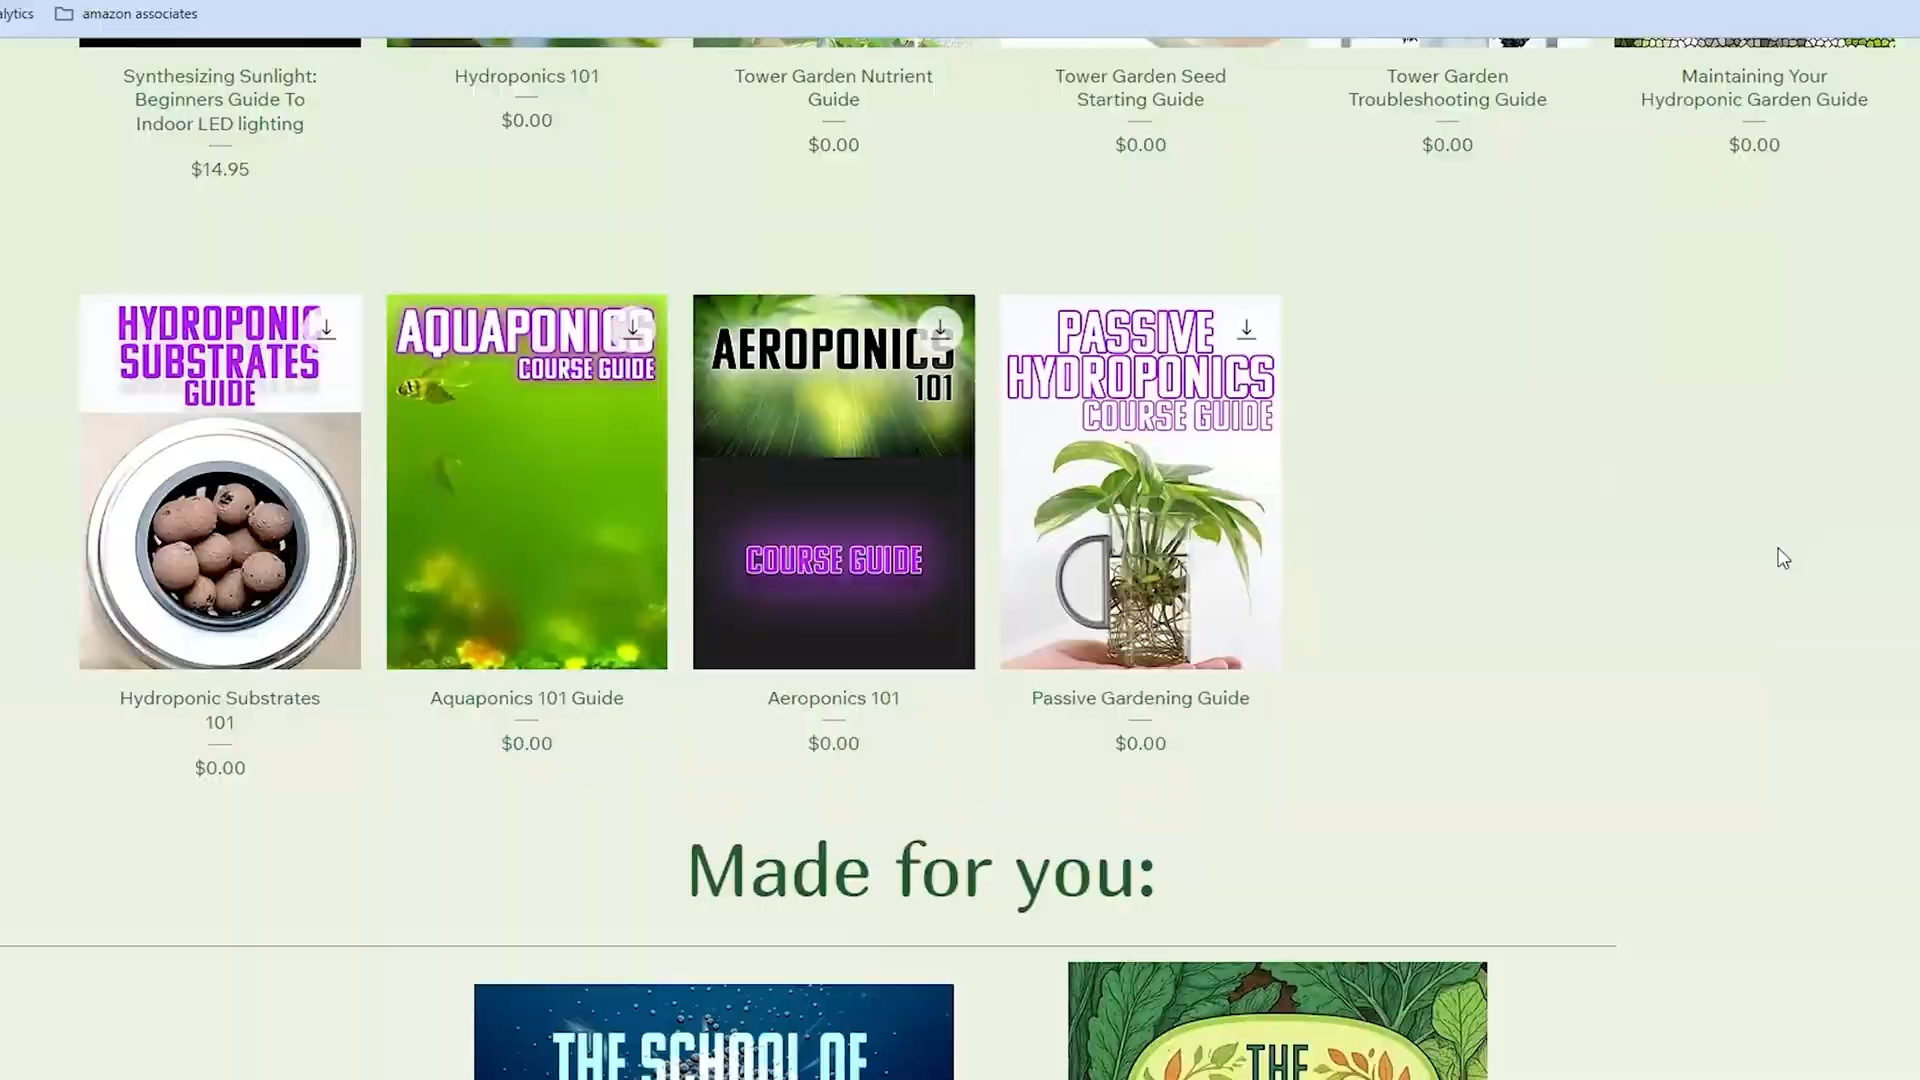 amazon associates
Synthesizing Sunlight:
Beginners Guide To
Indoor LED lighting
$14.95
Hydroponics 101
$0.00
Tower Garden Nutrient
Guide
$0.00
Tower Garden Seed
Starting Guide
$0.00
Tower Garden
Troubleshooting Guide
$0.00
Maintaining Your
Hydroponic Garden Guide
$0.00
HYDROPONIC
SUBSTRATES
GUIDE
Hydroponic Substrates
101
$0.00
AQUAPONICS
COURSE GUIDE
Aquaponics 101 Guide
$0.00
AEROPONICS
101
COURSE GUIDE
Aeroponics 101
$0.00
PASSIVE
HYDROPONICS
COURSE GUIDE
Passive Gardening Guide
$0.00
Made for you:
THE SCHOOL OF
THE